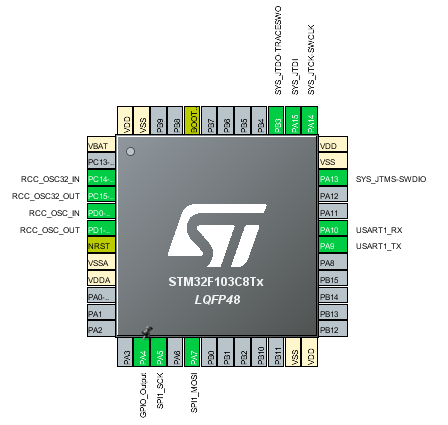 SYS_JTDO-TRACESWO
SYS_JTDI
SYS_JTCK-SWCLK
VDD
VSS
PB9
PB8
BOOT
PB7
PB6
PB5
PB4
PB3
PA15
PA14
VBAT
PC13-..
RCC_OSC32_IN PC14-..
RCC_OSC32_OUT PC15-..
RCC_OSC_IN PD0-..
RCC_OSC_OUT PD1-..
NRST
VSSA
VDDA
PA0-..
PA1
PA2
VDD
VSS
PA13 SYS_JTMS-SWDIO
PA12
PA11
PA10 USART1_RX
PA9 USART1_TX
PA8
PB15
PB14
PB13
PB12
ST
STM32F103C8Tx
LQFP48
PA3
PA4
PA5
PA6
PA7
PB0
PB1
PB2
PB10
PB11
VSS
VDD
GPIO_Output
SPI1_SCK
SPI1_MOSI